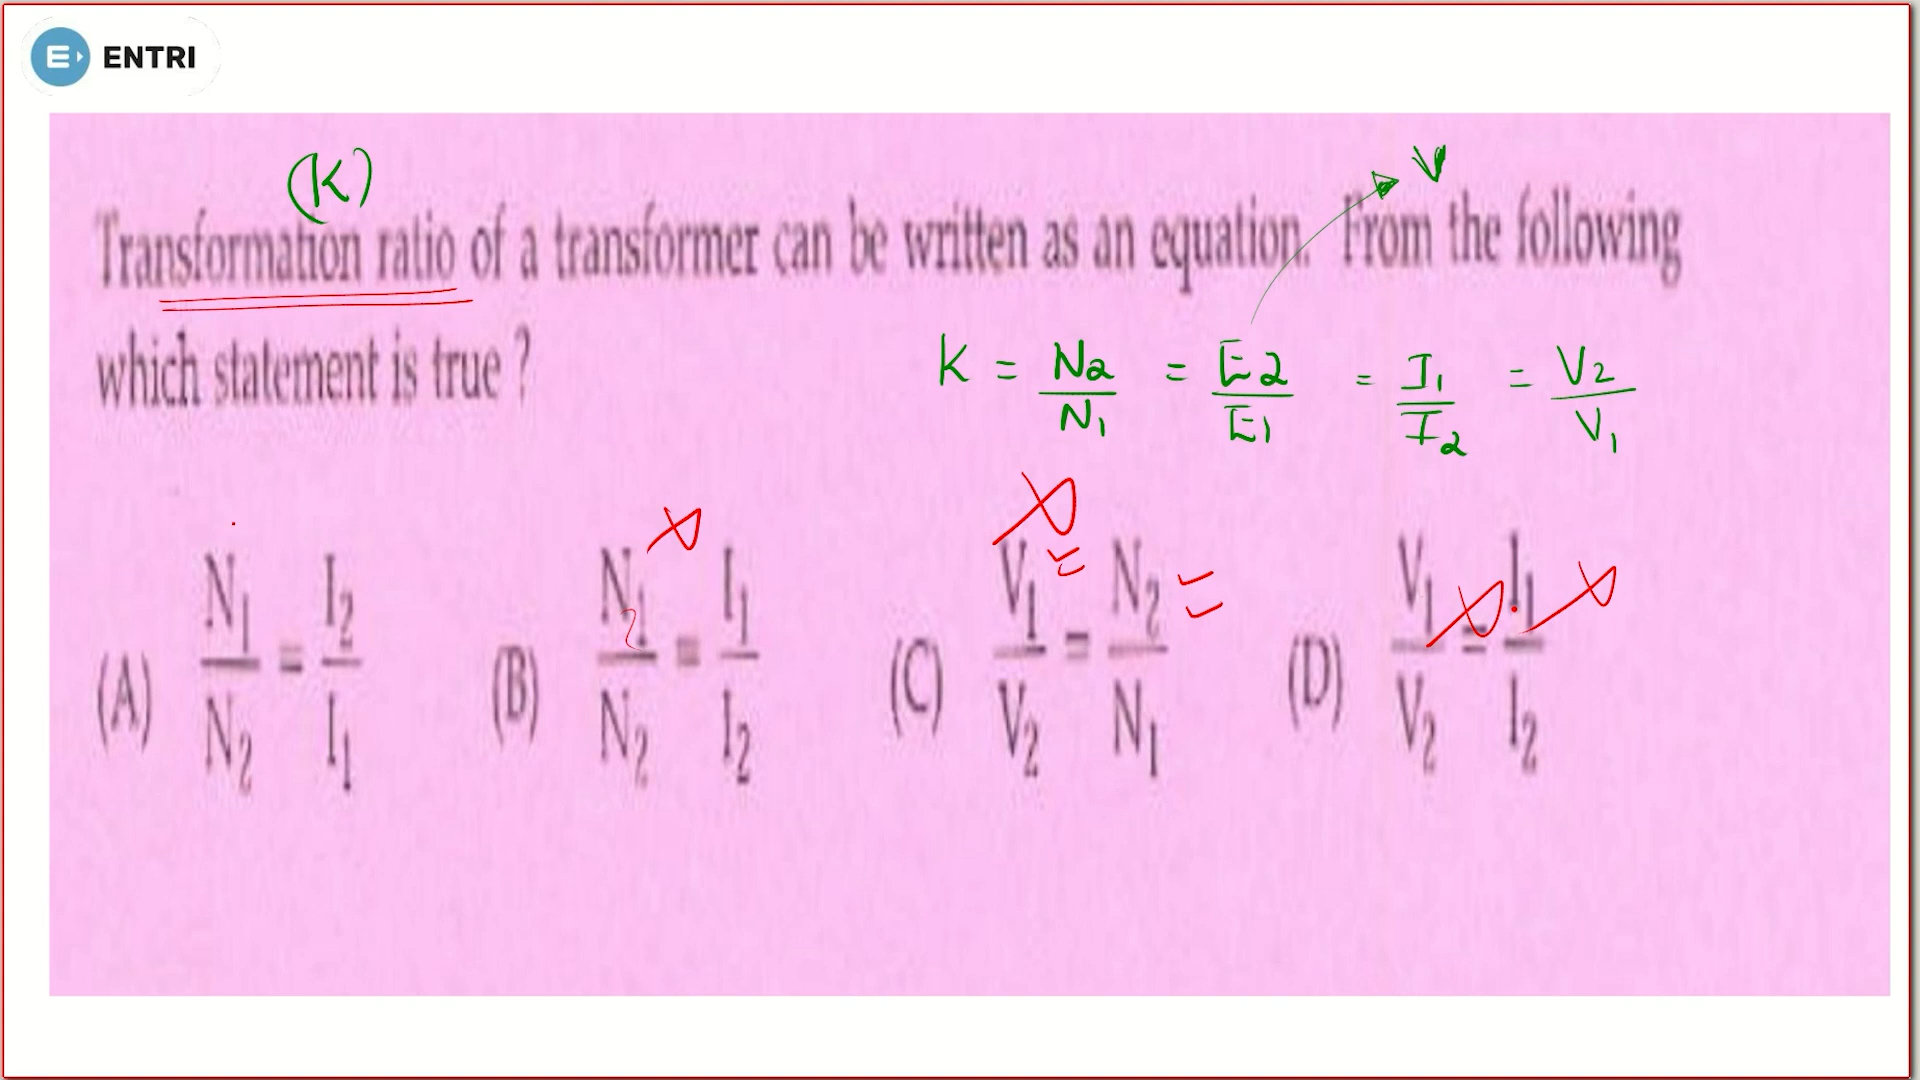 ENTRI
(K)
V
Transformation ratio of a transformer can be written as an equation. From the following
which statement is true ?
K = N2/N1 = E2/E1 = I1/I2 = V2/V1
(A) N1/N2 = I2/I1 (B) N1/N2 = I1/I2 (C) V1/V2 = N2/N1 (D) V1/V2 = I1/I2